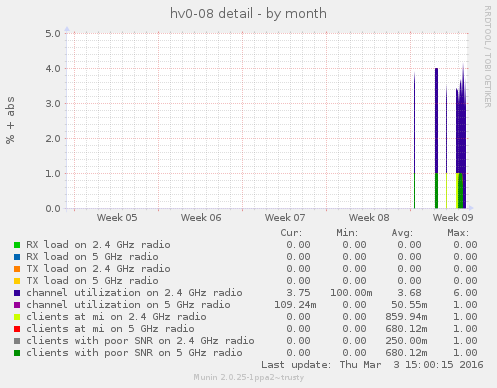 hv0-08 detail - by month
RRDTOOL / TOBI OETIKER
% + abs
5.0
4.0
3.0
2.0
1.0
0.0
Week 05 Week 06 Week 07 Week 08 Week 09
Cur: Min: Avg: Max:
RX load on 2.4 GHz radio 0.00 0.00 0.00 0.00
RX load on 5 GHz radio 0.00 0.00 0.00 0.00
TX load on 2.4 GHz radio 0.00 0.00 0.00 0.00
TX load on 5 GHz radio 0.00 0.00 0.00 0.00
channel utilization on 2.4 GHz radio 3.75 100.00m 3.68 6.00
channel utilization on 5 GHz radio 109.24m 0.00 50.55m 1.00
clients at mi on 2.4 GHz radio 0.00 0.00 859.94m 1.00
clients at mi on 5 GHz radio 0.00 0.00 680.12m 1.00
clients with poor SNR on 2.4 GHz radio 0.00 0.00 250.00m 1.00
clients with poor SNR on 5 GHz radio 0.00 0.00 680.12m 1.00
Last update: Thu Mar 3 15:00:15 2016
Munin 2.0.25-1ppa2~trusty